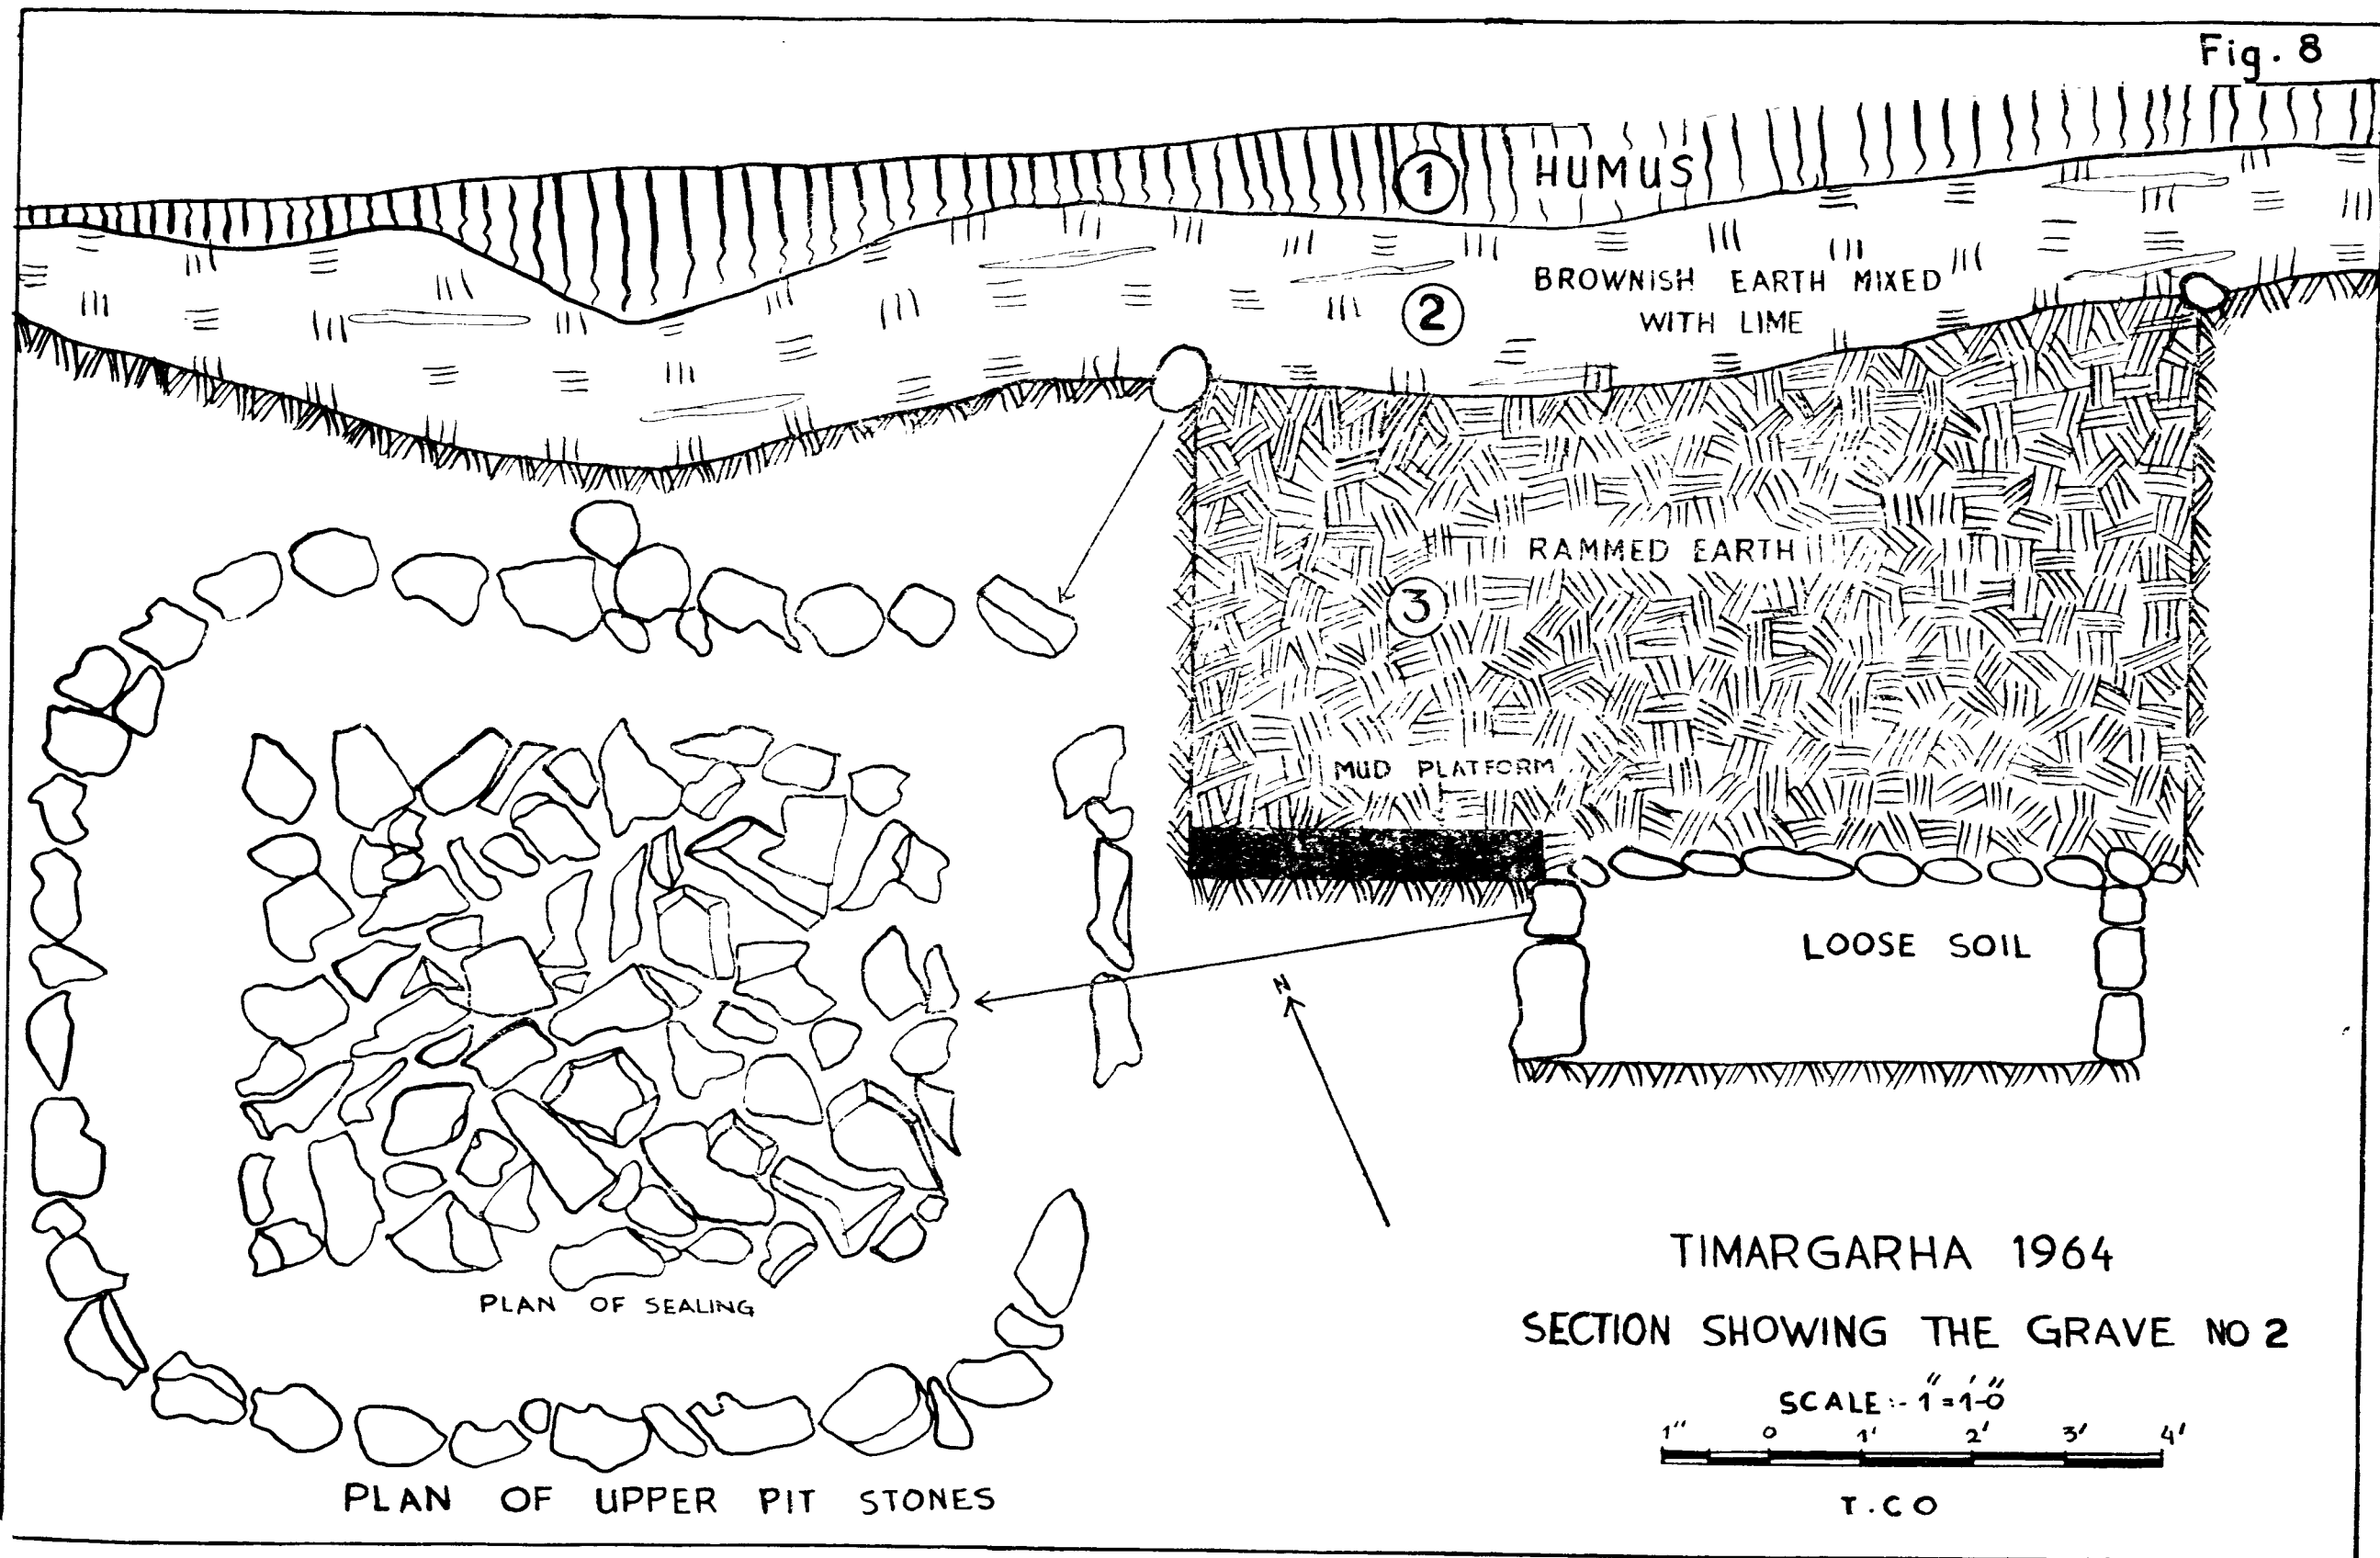 Fig. 8
1 HUMUS
BROWNISH EARTH MIXED
2 WITH LIME
RAMMED EARTH
3
MUD PLATFORM
LOOSE SOIL
N
PLAN OF SEALING
PLAN OF UPPER PIT STONES
TIMARGARHA 1964
SECTION SHOWING THE GRAVE NO 2
SCALE:- 1"=1'-0"
1" 0 1' 2' 3' 4'
T.CO